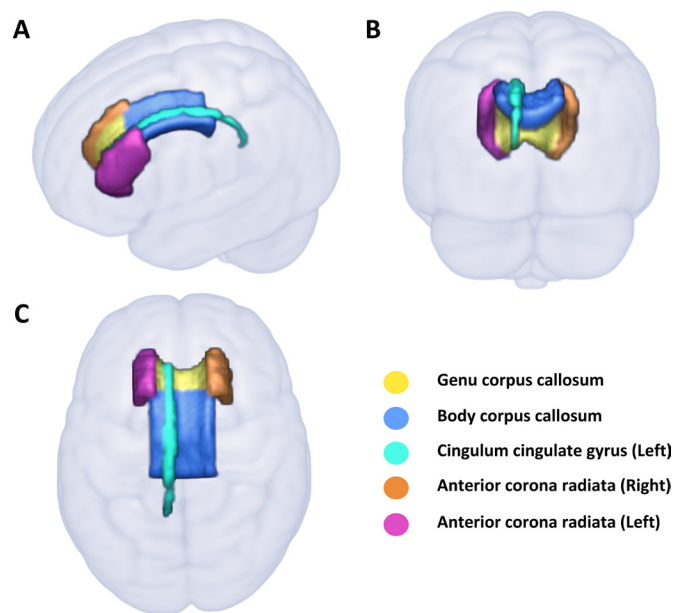 A
B
C
Genu corpus callosum
Body corpus callosum
Cingulum cingulate gyrus (Left)
Anterior corona radiata (Right)
Anterior corona radiata (Left)